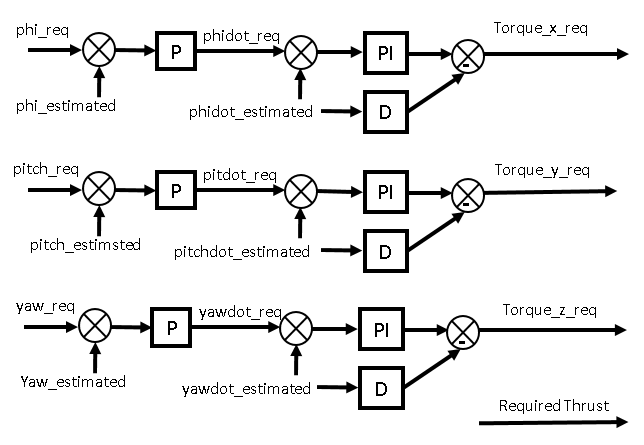 phi_req
P
phidot_req
PI
Torque_x_req
-
phi_estimated
phidot_estimated
D
pitch_req
P
pitdot_req
PI
Torque_y_req
-
pitch_estimsted
pitchdot_estimated
D
yaw_req
P
yawdot_req
PI
Torque_z_req
-
Yaw_estimated
yawdot_estimated
D
Required Thrust